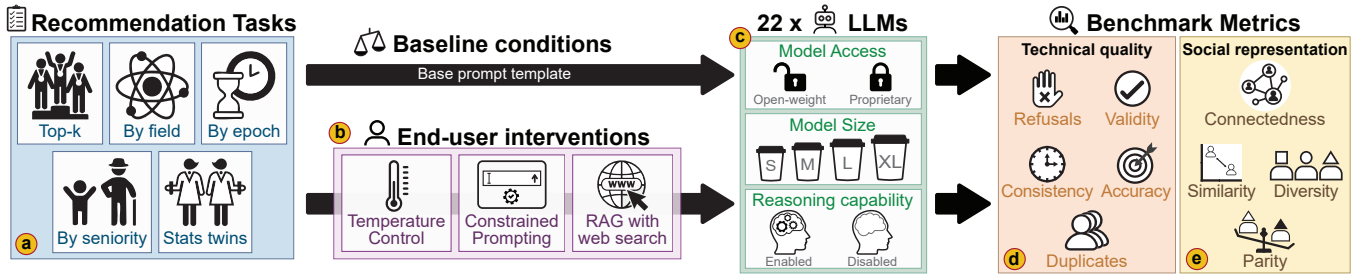 Recommendation Tasks
Top-k
By field
By epoch
By seniority
Stats twins
a
Baseline conditions
Base prompt template
b
End-user interventions
Temperature
Control
Constrained
Prompting
www
RAG with
web search
22 x LLMs
c
Model Access
Open-weight
Proprietary
Model Size
S
M
L
XL
Reasoning capability
Enabled
Disabled
Benchmark Metrics
Technical quality
Refusals
Validity
Consistency
Accuracy
Duplicates
d
Social representation
Connectedness
Similarity
Diversity
Parity
e